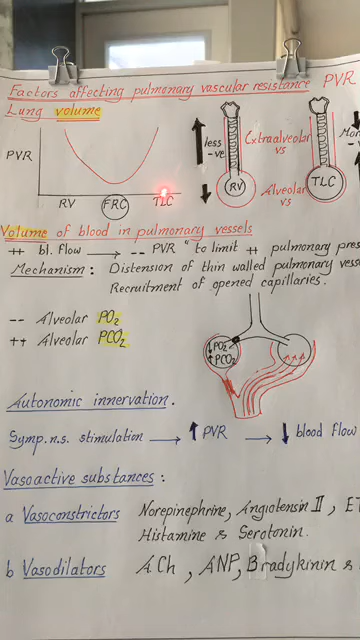 Factors affecting pulmonary vascular resistance PVR
Lung volume
PVR
RV FRC TLC
less -ve
RV
Extraalveolar vs
Alveolar vs
TLC
Volume of blood in pulmonary vessels
++ bl. flow → -- PVR "to limit ++ pulmonary
Mechanism: Distension of thin walled pulmonary
Recruitment of opened capillaries.
-- Alveolar PO2
++ Alveolar PCO2
↓PO2
↑PCO2
Autonomic innervation.
Symp.n.s. stimulation → ↑ PVR → ↓ blood flow
Vasoactive substances:
a Vasoconstrictors Norepinephrine, Angiotensin II,
Histamine & Serotonin.
b Vasodilators A.Ch, ANP, Bradykinin &